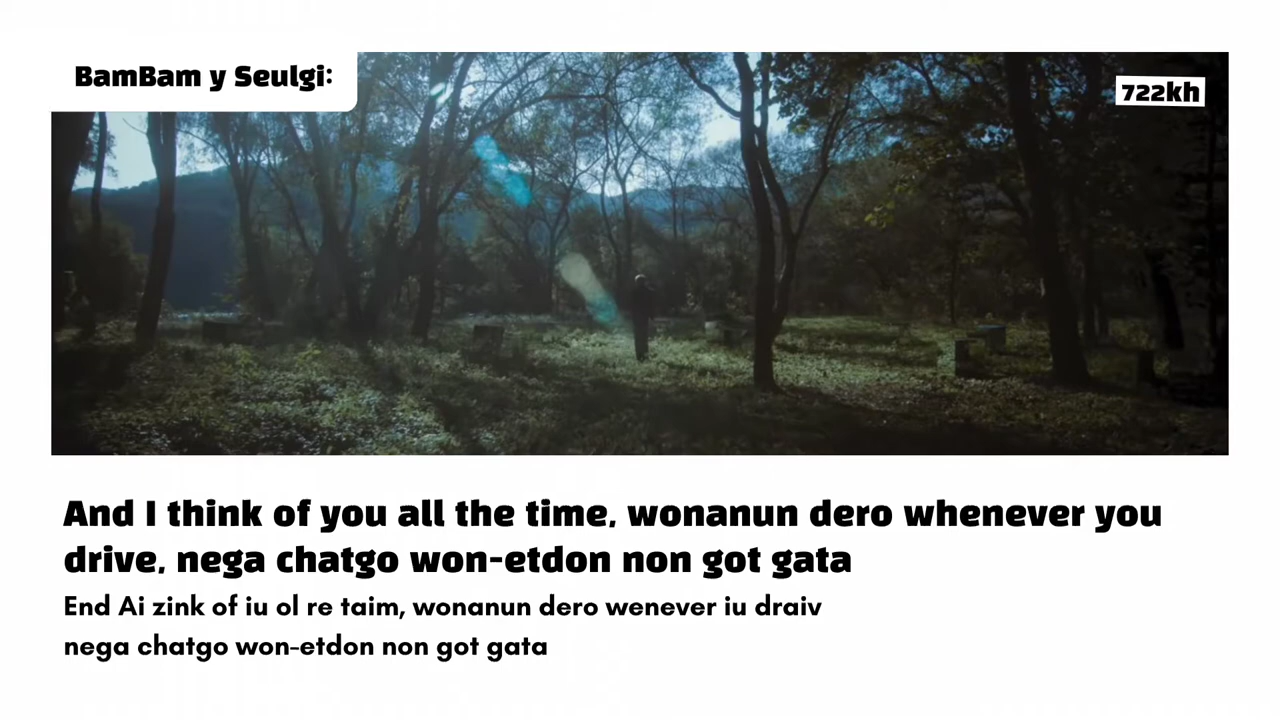 BamBam y Seulgi:
722kh
And I think of you all the time, wonanun dero whenever you
drive, nega chatgo won-etdon non got gata
End Ai zink of iu ol re taim, wonanun dero wenever iu draiv
nega chatgo won-etdon non got gata